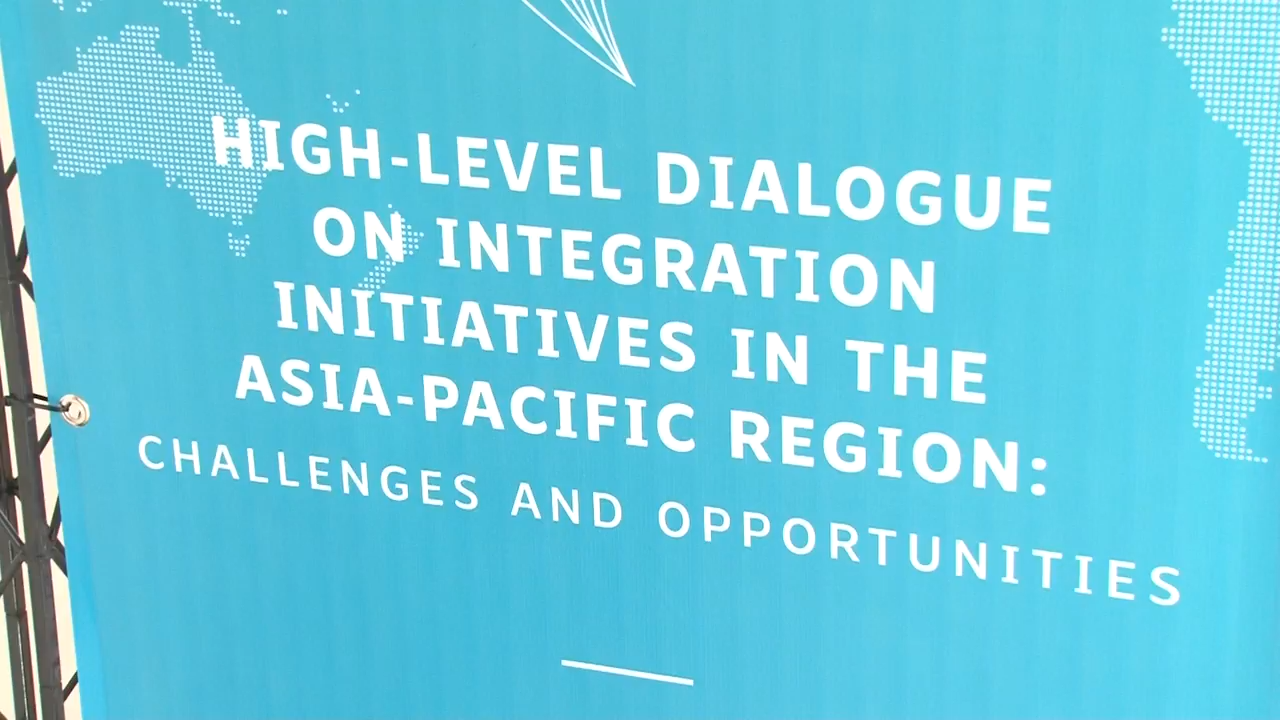 HIGH-LEVEL DIALOGUE
ON INTEGRATION
INITIATIVES IN THE
ASIA-PACIFIC REGION:
CHALLENGES AND OPPORTUNITIES